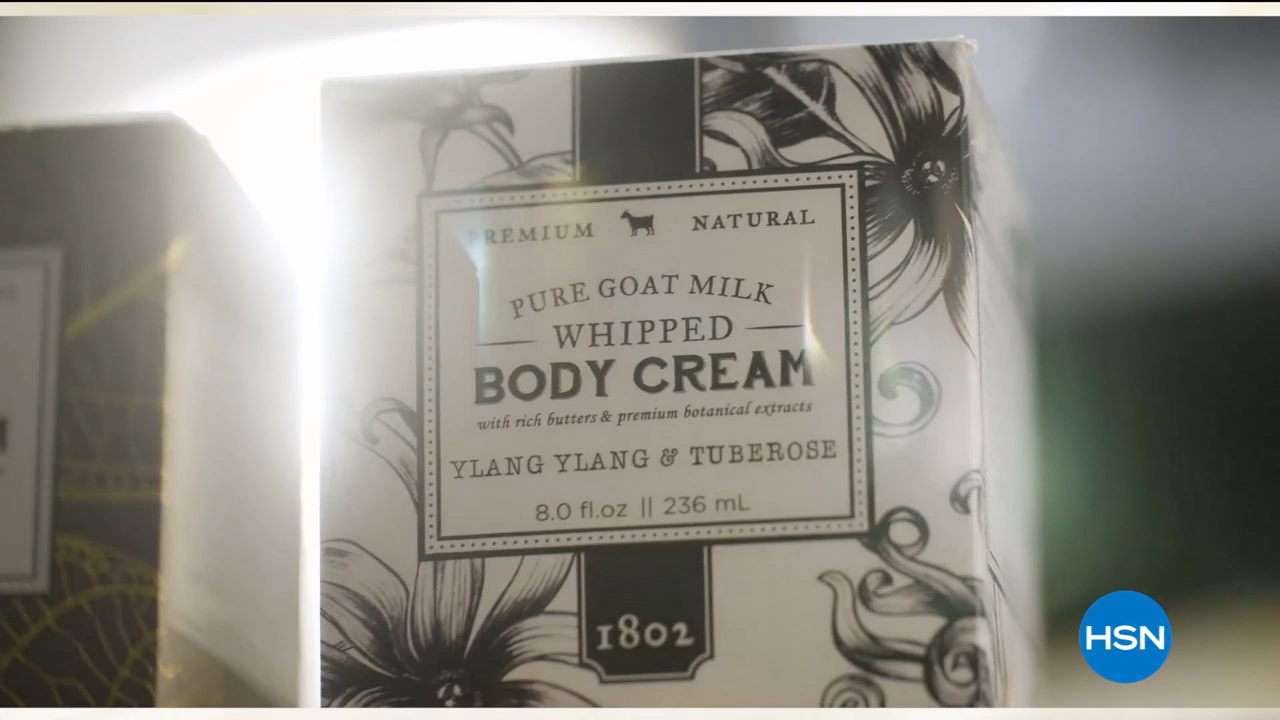 PREMIUM NATURAL
PURE GOAT MILK
WHIPPED
BODY CREAM
with rich butters & premium botanical extracts
YLANG YLANG & TUBEROSE
8.0 fl.oz || 236 mL
1802
HSN